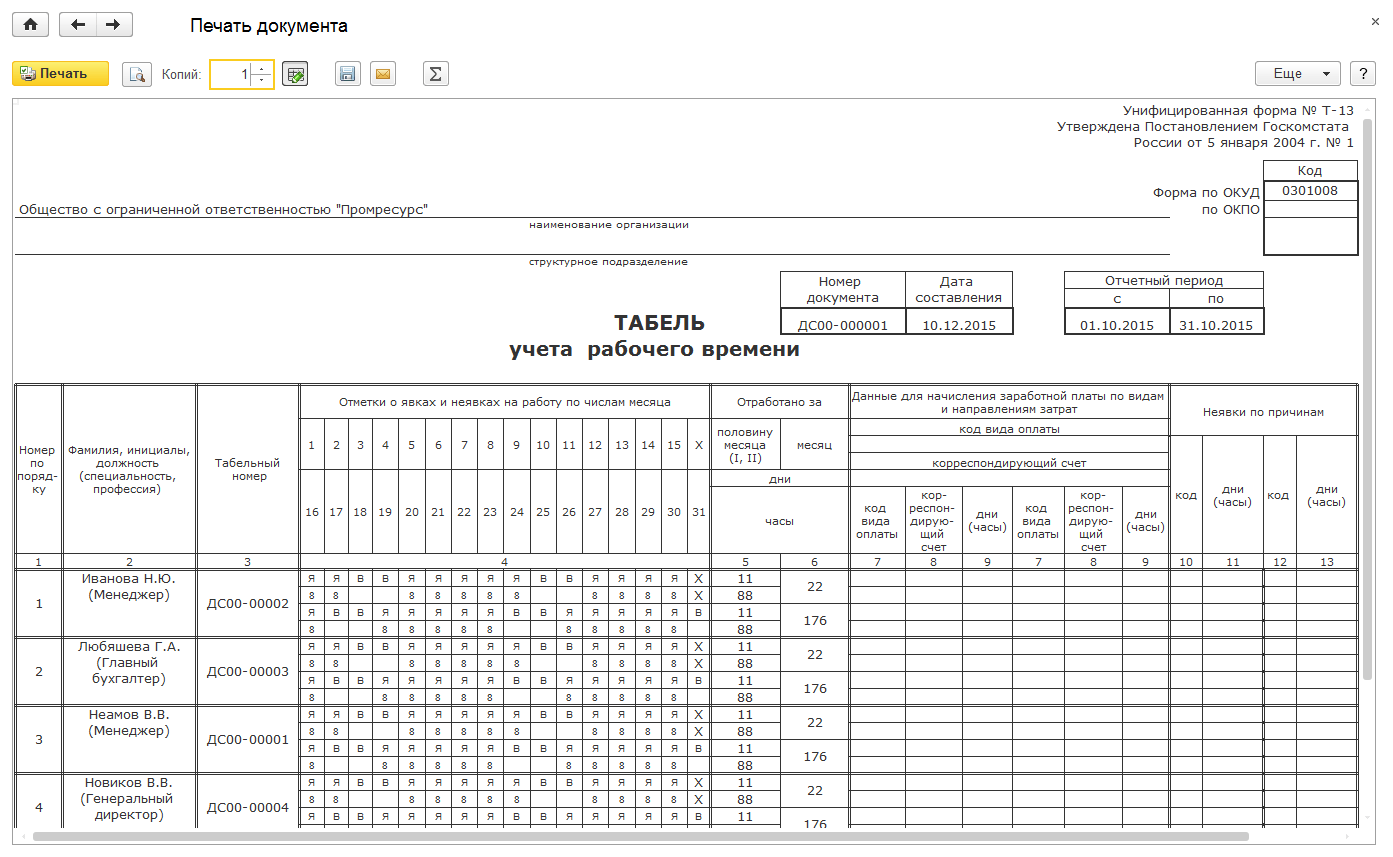 Печать документа
×
Печать Копий: 1 Σ Еще ?
Унифицированная форма № Т-13
Утверждена Постановлением Госкомстата
России от 5 января 2004 г. № 1
Код
Форма по ОКУД 0301008
Общество с ограниченной ответственностью "Промресурс" по ОКПО
наименование организации
структурное подразделение
Номер документа Дата составления Отчетный период
с по
ДС00-000001 10.12.2015 01.10.2015 31.10.2015
ТАБЕЛЬ
учета рабочего времени
Номер по поряд-ку Фамилия, инициалы, должность (специальность, профессия) Табельный номер Отметки о явках и неявках на работу по числам месяца Отработано за Данные для начисления заработной платы по видам и направлениям затрат Неявки по причинам
1 2 3 4 5 6 7 8 9 10 11 12 13 14 15 X половину месяца (I, II) месяц код вида оплаты
корреспондирующий счет
16 17 18 19 20 21 22 23 24 25 26 27 28 29 30 31 дни
часы код вида оплаты кор-респон-дирую-щий счет дни (часы) код вида оплаты кор-респон-дирую-щий счет дни (часы) код дни (часы) код дни (часы)
1 2 3 4 5 6 7 8 9 7 8 9 10 11 12 13
1 Иванова Н.Ю. (Менеджер) ДС00-00002 Я Я В В Я Я Я Я Я В В Я Я Я Я X 11 22
8 8 8 8 8 8 8 8 8 8 8 X 88
Я В В Я Я Я Я Я В В Я Я Я Я Я В 11 176
8 8 8 8 8 8 8 8 8 8 8 88
2 Любяшева Г.А. (Главный бухгалтер) ДС00-00003 Я Я В В Я Я Я Я Я В В Я Я Я Я X 11 22
8 8 8 8 8 8 8 8 8 8 8 X 88
Я В В Я Я Я Я Я В В Я Я Я Я Я В 11 176
8 8 8 8 8 8 8 8 8 8 8 88
3 Неамов В.В. (Менеджер) ДС00-00001 Я Я В В Я Я Я Я Я В В Я Я Я Я X 11 22
8 8 8 8 8 8 8 8 8 8 8 X 88
Я В В Я Я Я Я Я В В Я Я Я Я Я В 11 176
8 8 8 8 8 8 8 8 8 8 8 88
4 Новиков В.В. (Генеральный директор) ДС00-00004 Я Я В В Я Я Я Я Я В В Я Я Я Я X 11 22
8 8 8 8 8 8 8 8 8 8 8 X 88
Я В В Я Я Я Я Я В В Я Я Я Я Я В 11 176